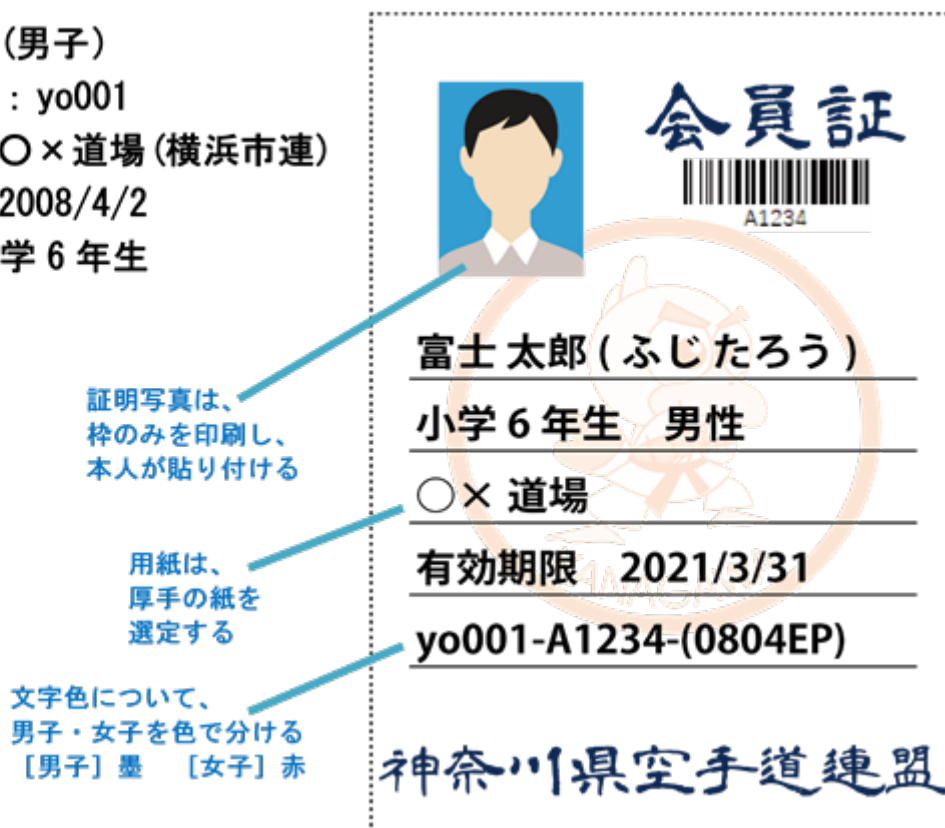 (男子)
: yo001
○×道場(横浜市連)
2008/4/2
学6年生
会員証
A1234
富士 太郎 ( ふじ たろう )
小学 6 年生　男性
○× 道場
有効期限　2021/3/31
yo001-A1234-(0804EP)
神奈川県空手道連盟
証明写真は、
枠のみを印刷し、
本人が貼り付ける
用紙は、
厚手の紙を
選定する
文字色について、
男子・女子を色で分ける
［男子］墨　［女子］赤